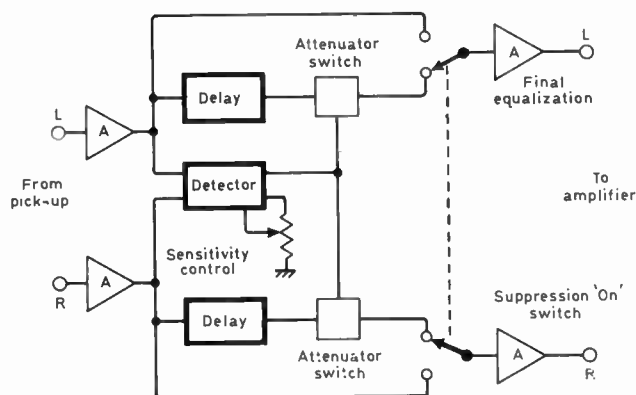 Attenuator
switch
L
A
Final
equalization
Delay
L
A
From
pick-up
Detector
To
amplifier
Sensitivity
control
A
R
Suppression 'On'
switch
Delay
Attenuator
switch
A
R